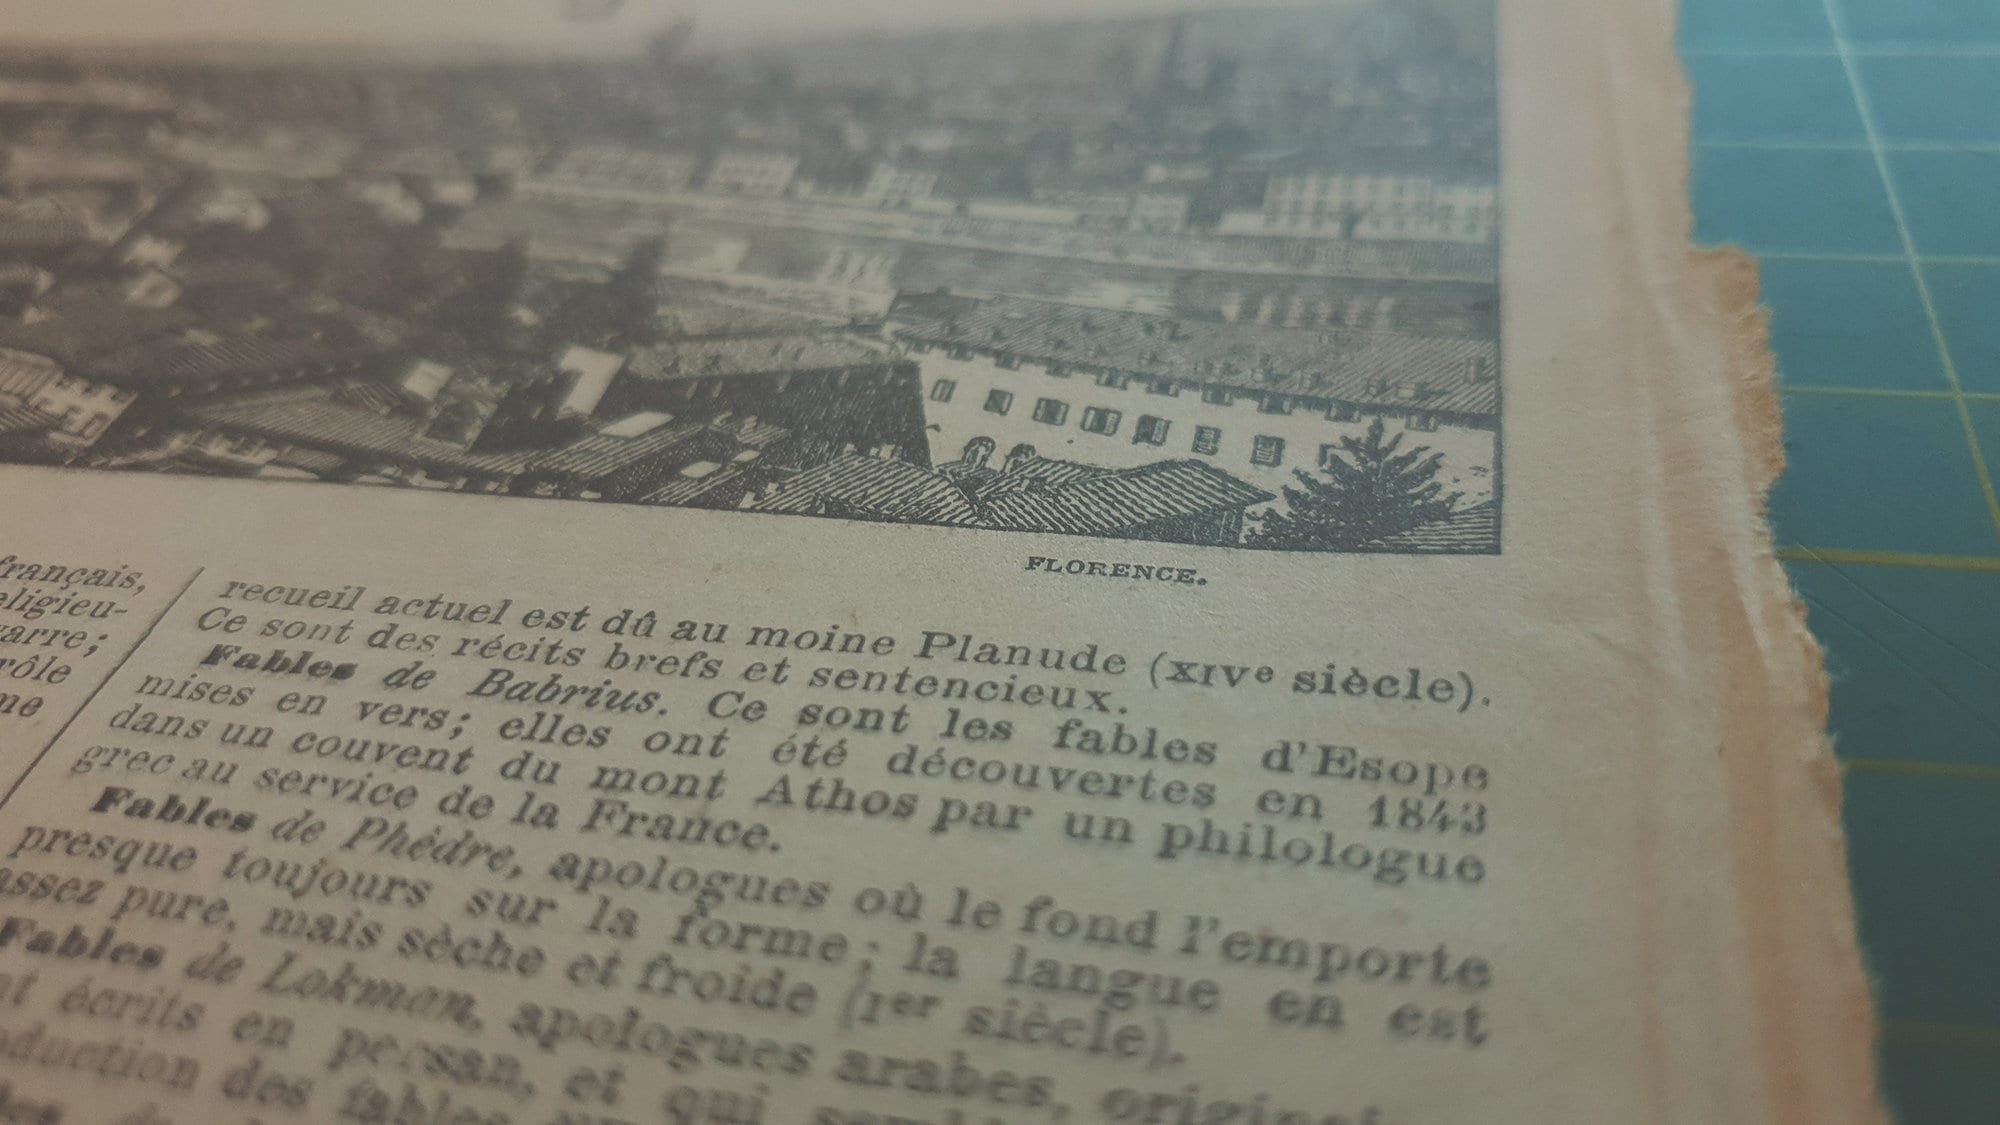 FLORENCE.
français,
recueil actuel est dû au moine Planude (XIVe siècle).
Ce sont des récits brefs et sentencieux.
Fables de Babrius. Ce sont les fables d'Esope
mises en vers; elles ont été découvertes en 1843
dans un couvent du mont Athos par un philologue
grec au service de la France.
Fables de Phèdre, apologues où le fond l'emporte
presque toujours sur la forme; la langue en est
assez pure, mais sèche et froide (Ier siècle).
Fables de Lokman, apologues arabes,
écrits en persan, et qui
des fables